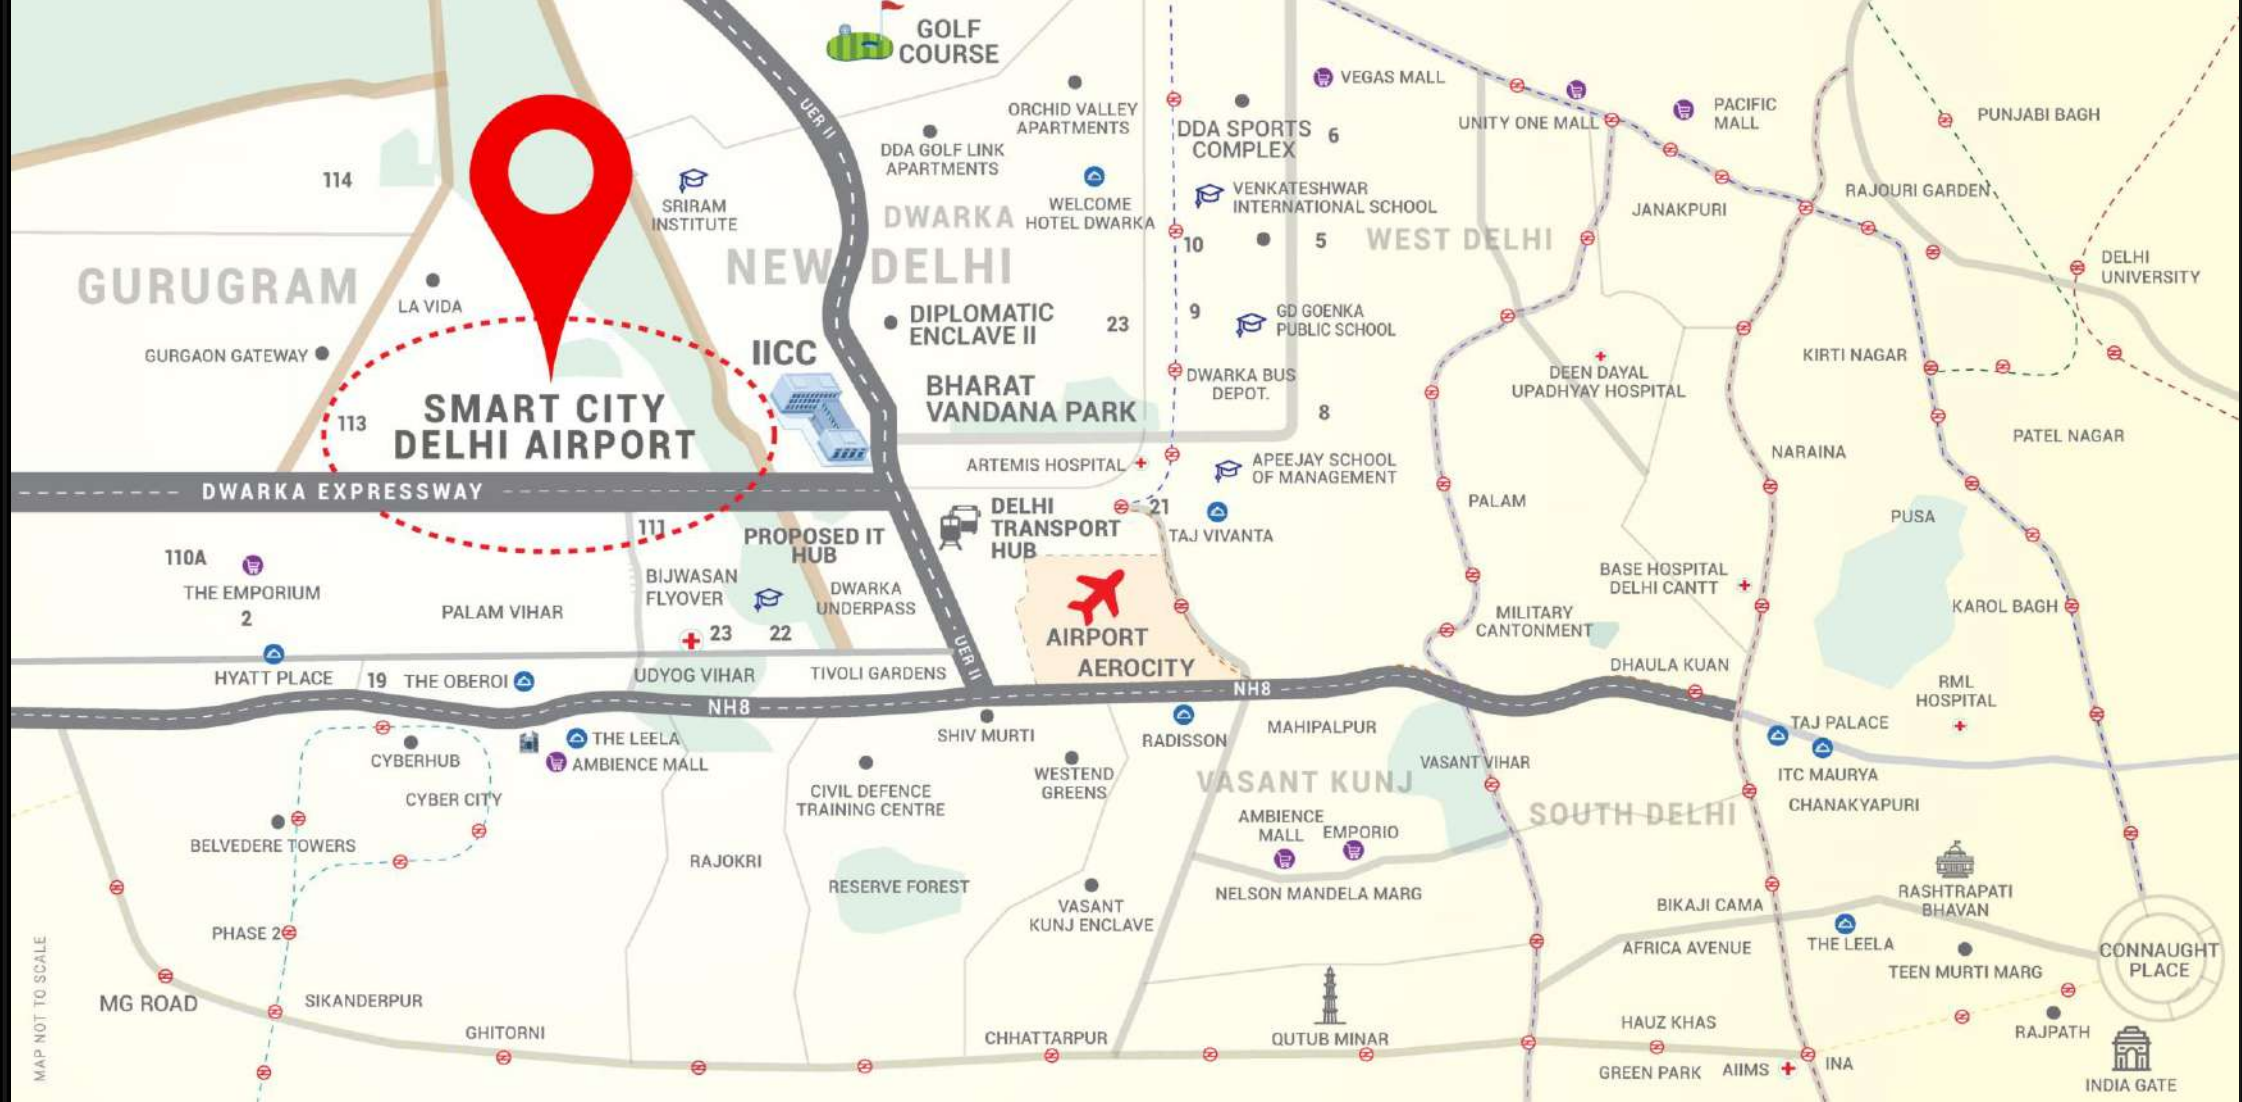 GOLF
COURSE
UER II
VEGAS MALL
ORCHID VALLEY
APARTMENTS
DDA SPORTS
COMPLEX
6
UNITY ONE MALL
PACIFIC
MALL
PUNJABI BAGH
DDA GOLF LINK
APARTMENTS
114
SRIRAM
INSTITUTE
WELCOME
HOTEL DWARKA
DWARKA
VENKATESHWAR
INTERNATIONAL SCHOOL
10
5
WEST DELHI
JANAKPURI
RAJOURI GARDEN
DELHI
UNIVERSITY
GURUGRAM
NEW DELHI
LA VIDA
DIPLOMATIC
ENCLAVE II
23
9
GD GOENKA
PUBLIC SCHOOL
GURGAON GATEWAY
IICC
KIRTI NAGAR
DEEN DAYAL
UPADHYAY HOSPITAL
DWARKA BUS
DEPOT.
BHARAT
VANDANA PARK
8
113
SMART CITY
DELHI AIRPORT
PATEL NAGAR
NARAINA
ARTEMIS HOSPITAL
APEEJAY SCHOOL
OF MANAGEMENT
DWARKA EXPRESSWAY
PALAM
DELHI
TRANSPORT
HUB
21
TAJ VIVANTA
PUSA
111
PROPOSED IT
HUB
110A
THE EMPORIUM
2
PALAM VIHAR
BIJWASAN
FLYOVER
DWARKA
UNDERPASS
BASE HOSPITAL
DELHI CANTT
KAROL BAGH
MILITARY
CANTONMENT
23
22
AIRPORT
AEROCITY
UER II
HYATT PLACE
19
THE OBEROI
UDYOG VIHAR
TIVOLI GARDENS
DHAULA KUAN
RML
HOSPITAL
NH8
NH8
SHIV MURTI
RADISSON
MAHIPALPUR
TAJ PALACE
CYBERHUB
THE LEELA
AMBIENCE MALL
VASANT VIHAR
ITC MAURYA
CHANAKYAPURI
WESTEND
GREENS
VASANT KUNJ
SOUTH DELHI
CYBER CITY
CIVIL DEFENCE
TRAINING CENTRE
AMBIENCE
MALL
EMPORIO
BELVEDERE TOWERS
RAJOKRI
RESERVE FOREST
NELSON MANDELA MARG
RASHTRAPATI
BHAVAN
VASANT
KUNJ ENCLAVE
BIKAJI CAMA
PHASE 2
AFRICA AVENUE
THE LEELA
TEEN MURTI MARG
CONNAUGHT
PLACE
MG ROAD
SIKANDERPUR
GHITORNI
CHHATTARPUR
QUTUB MINAR
HAUZ KHAS
RAJPATH
GREEN PARK
AIIMS
INA
INDIA GATE
MAP NOT TO SCALE